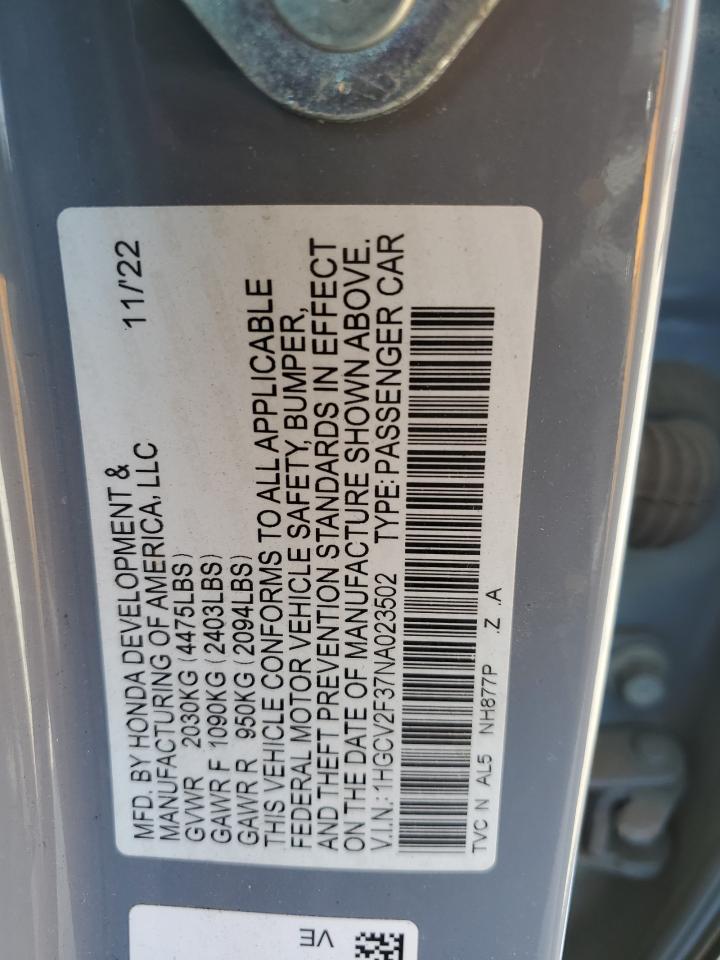 MFD. BY HONDA DEVELOPMENT &
MANUFACTURING OF AMERICA, LLC 11/'22
GVWR 2030KG (4475LBS)
GAWR F 1090KG (2403LBS)
GAWR R 950KG (2094LBS)
THIS VEHICLE CONFORMS TO ALL APPLICABLE
FEDERAL MOTOR VEHICLE SAFETY, BUMPER,
AND THEFT PREVENTION STANDARDS IN EFFECT
ON THE DATE OF MANUFACTURE SHOWN ABOVE.
V.I.N.: 1HGCV2F37NA023502 TYPE: PASSENGER CAR
TVC N AL5 NH877P .Z .A
VE